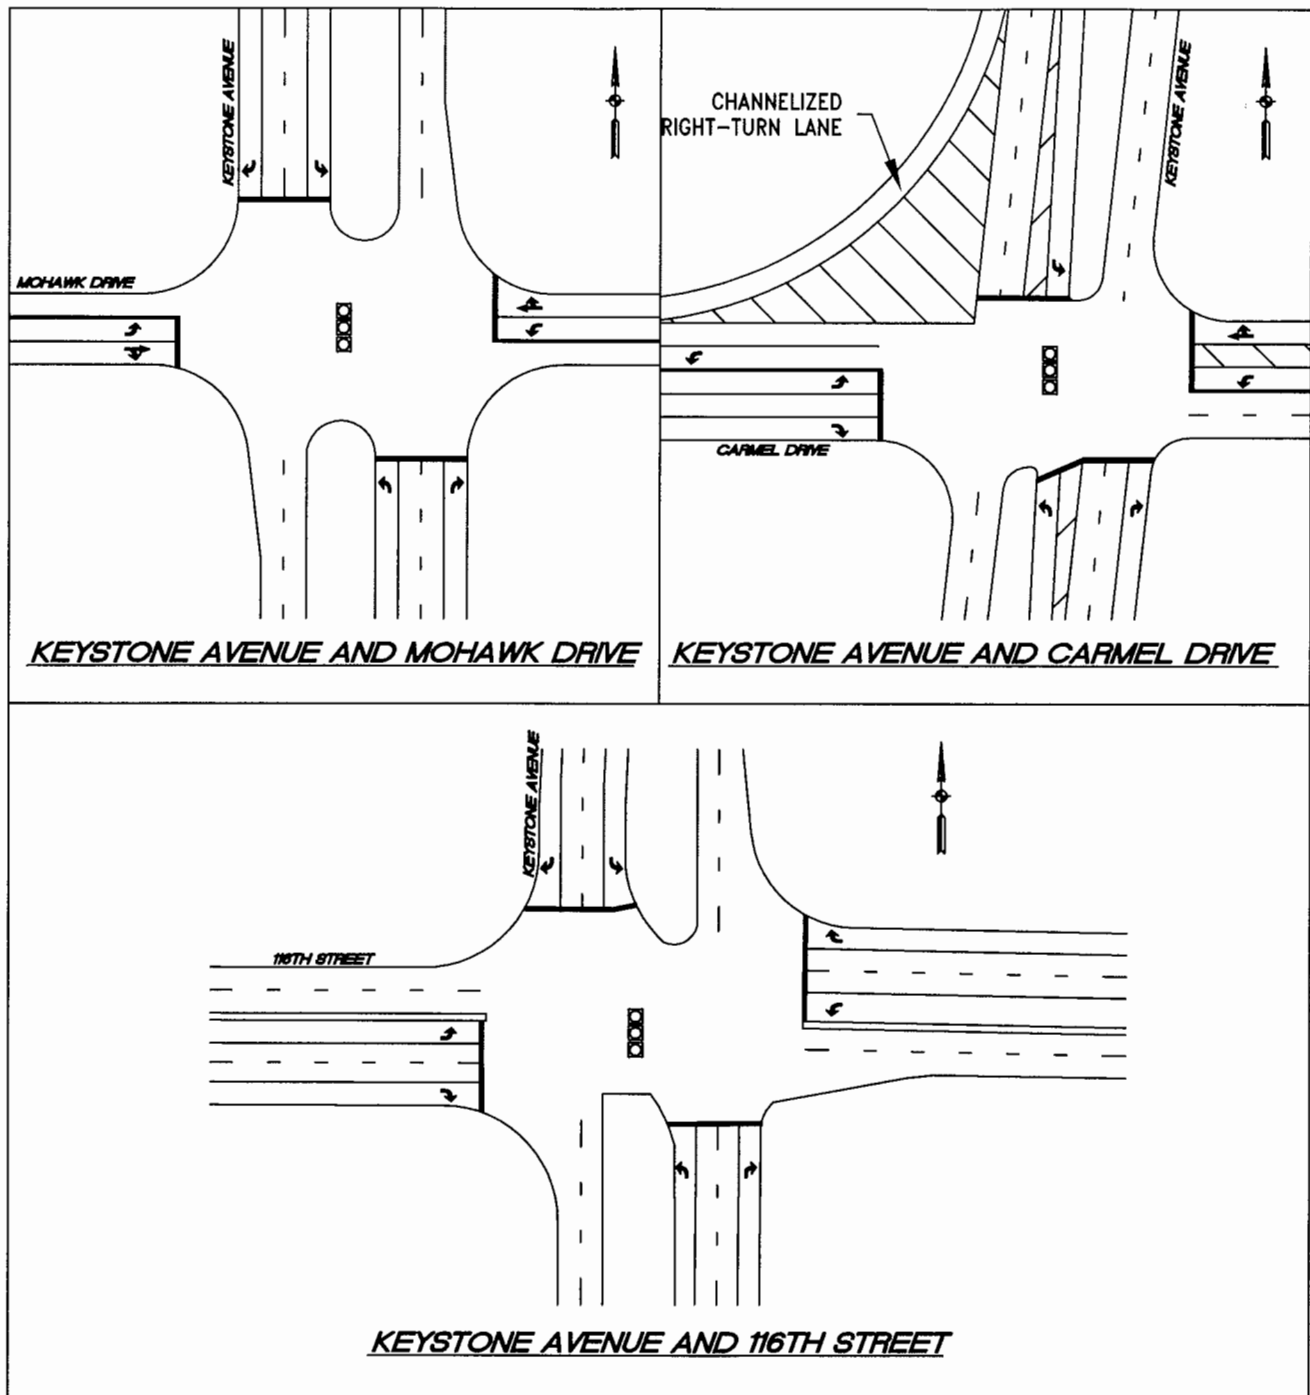 KEYSTONE AVENUE
MOHAWK DRIVE
KEYSTONE AVENUE AND MOHAWK DRIVE
CHANNELIZED
RIGHT-TURN LANE
KEYSTONE AVENUE
CARMEL DRIVE
KEYSTONE AVENUE AND CARMEL DRIVE
KEYSTONE AVENUE
116TH STREET
KEYSTONE AVENUE AND 116TH STREET